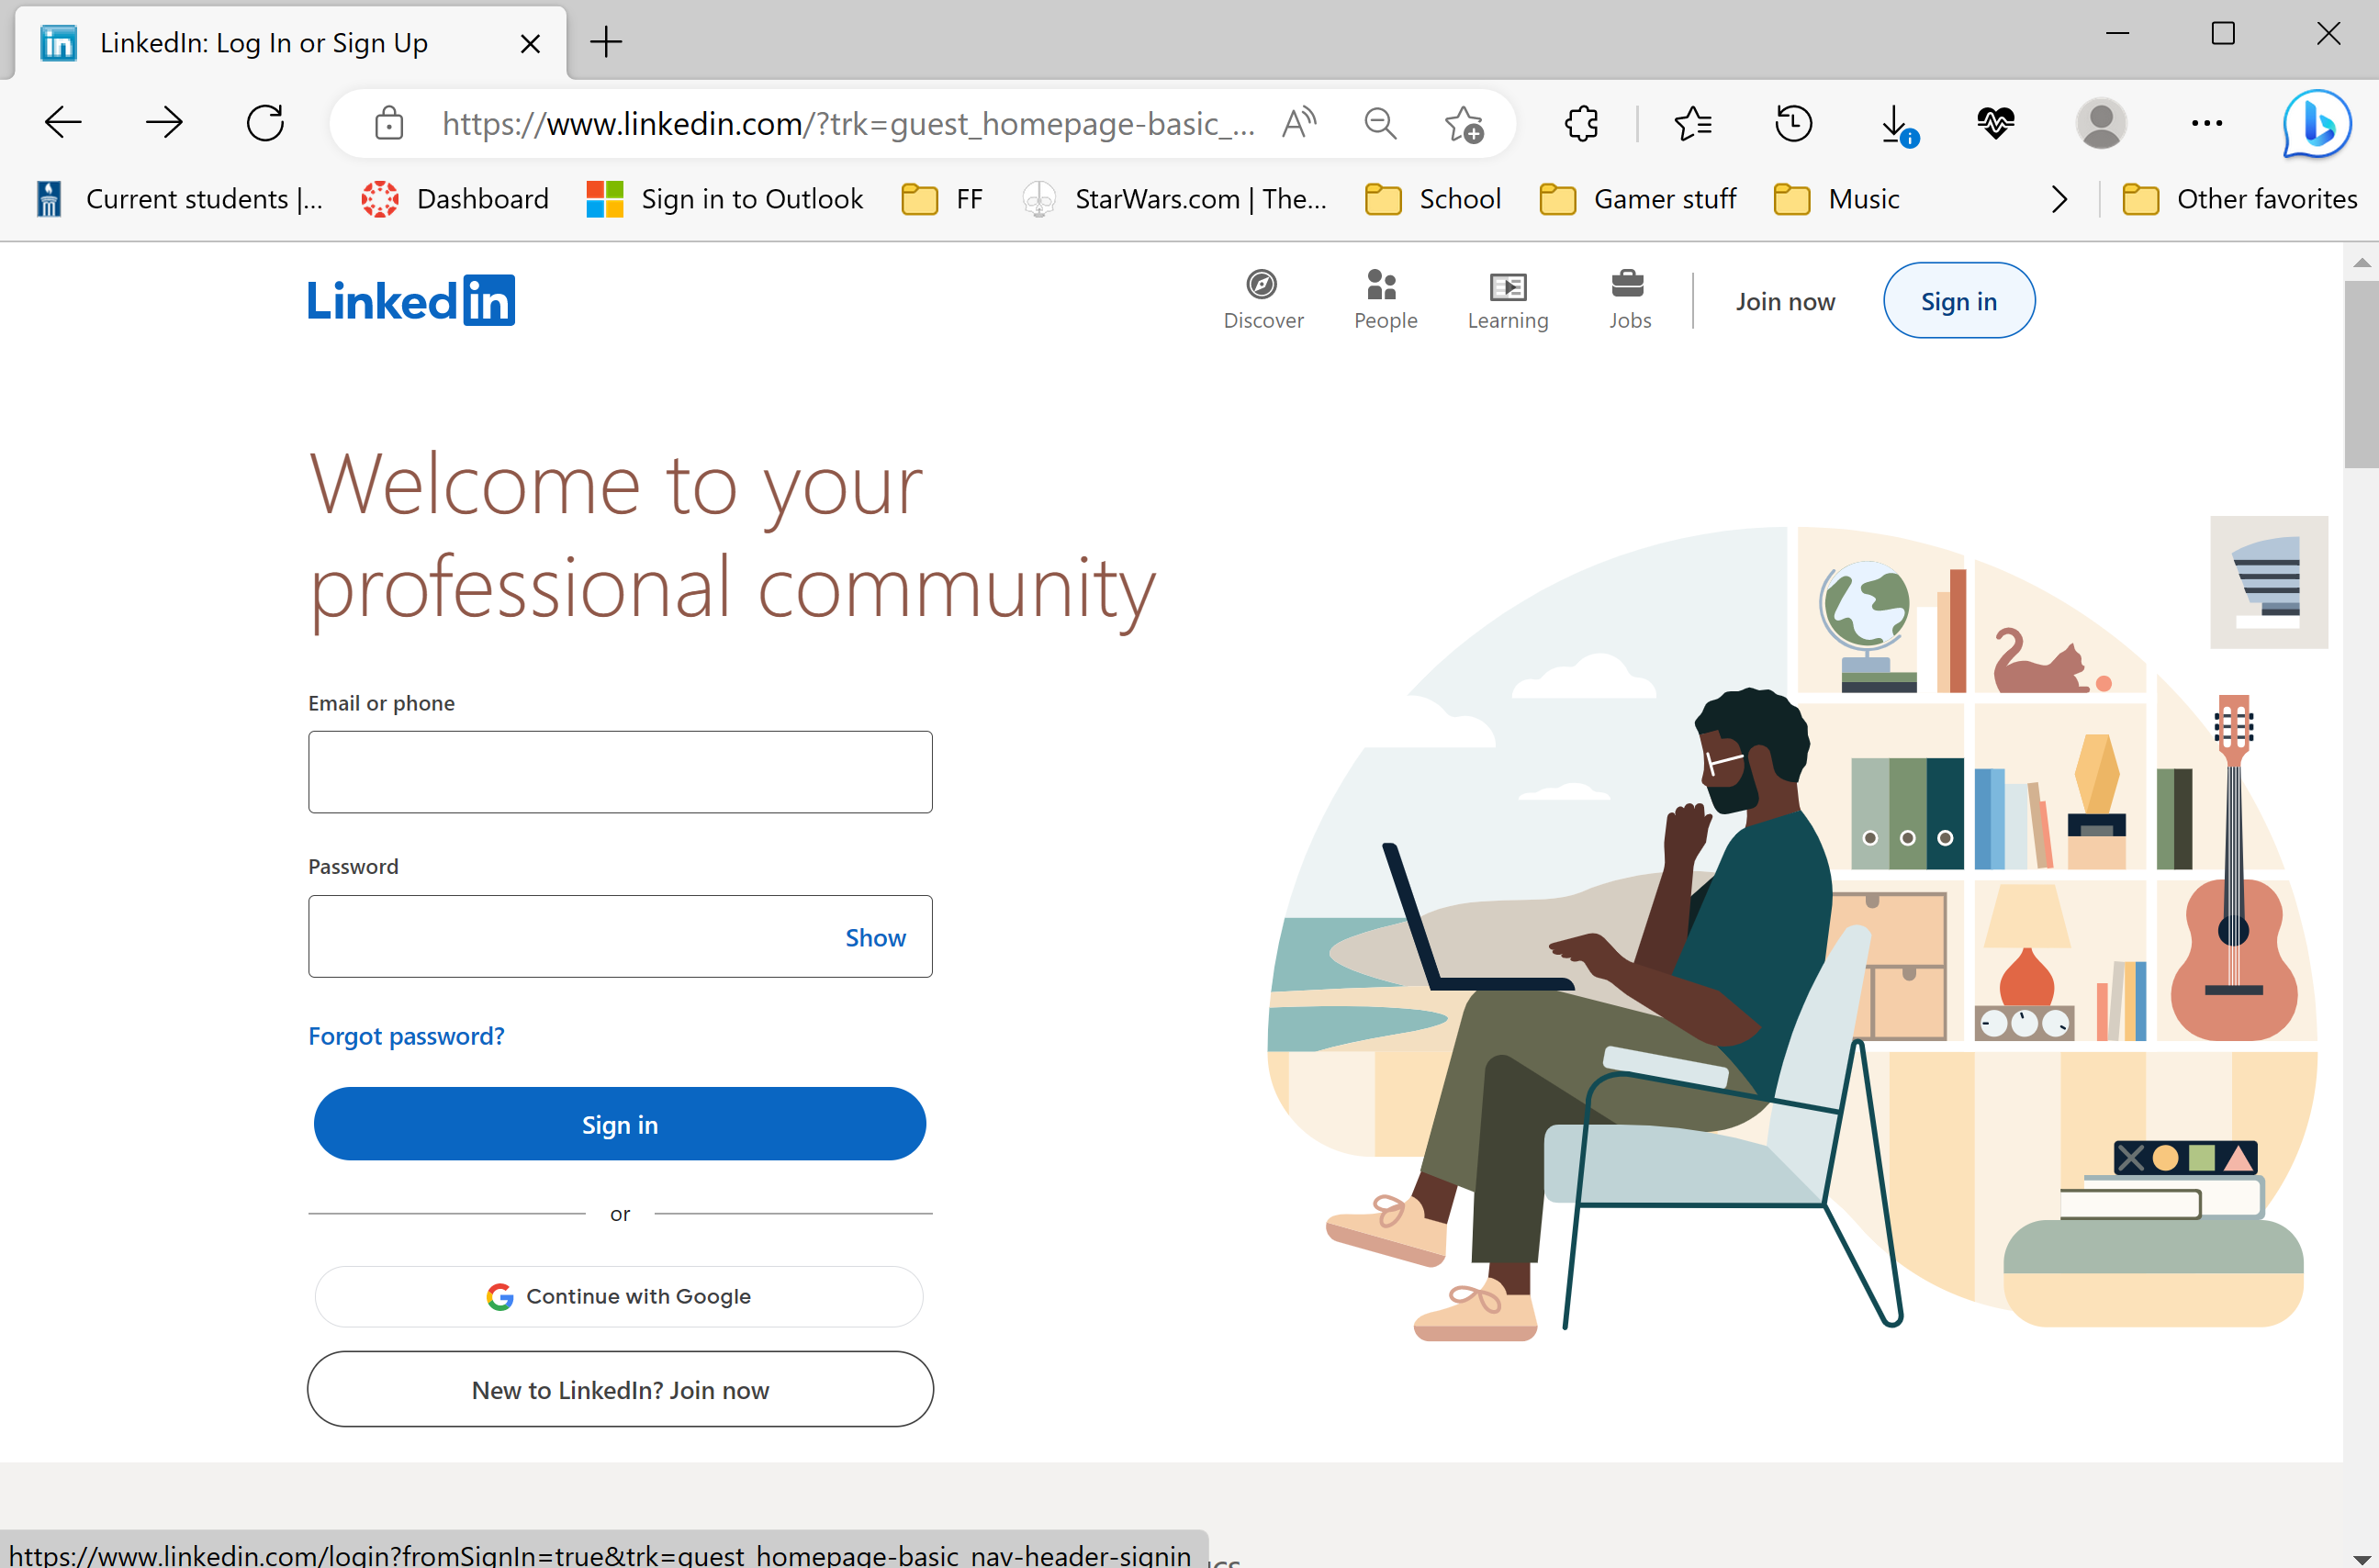 LinkedIn: Log In or Sign Up
https://www.linkedin.com/?trk=guest_homepage-basic_...
Current students |... Dashboard Sign in to Outlook FF StarWars.com | The... School Gamer stuff Music Other favorites
Linked in
Discover People Learning Jobs Join now Sign in
Welcome to your
professional community
Email or phone
Password
Show
Forgot password?
Sign in
or
Continue with Google
New to LinkedIn? Join now
https://www.linkedin.com/login?fromSignIn=true&trk=guest_homepage-basic_nav-header-signin